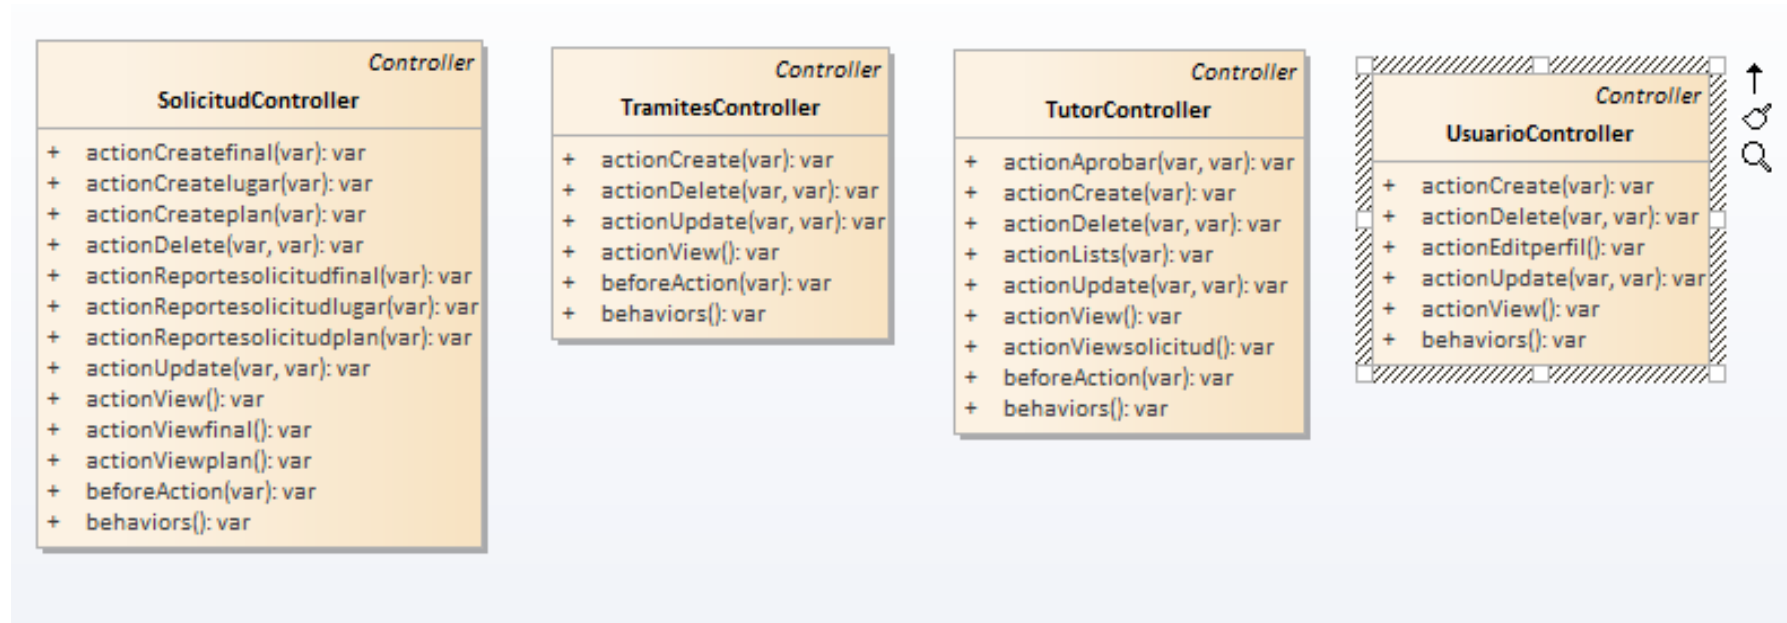 Controller
SolicitudController
+ actionCreatefinal(var): var
+ actionCreatelugar(var): var
+ actionCreateplan(var): var
+ actionDelete(var, var): var
+ actionReportesolicitudfinal(var): var
+ actionReportesolicitudlugar(var): var
+ actionReportesolicitudplan(var): var
+ actionUpdate(var, var): var
+ actionView(): var
+ actionViewfinal(): var
+ actionViewplan(): var
+ beforeAction(var): var
+ behaviors(): var
Controller
TramitesController
+ actionCreate(var): var
+ actionDelete(var, var): var
+ actionUpdate(var, var): var
+ actionView(): var
+ beforeAction(var): var
+ behaviors(): var
Controller
TutorController
+ actionAprobar(var, var): var
+ actionCreate(var): var
+ actionDelete(var, var): var
+ actionLists(var): var
+ actionUpdate(var, var): var
+ actionView(): var
+ actionViewsolicitud(): var
+ beforeAction(var): var
+ behaviors(): var
Controller
UsuarioController
+ actionCreate(var): var
+ actionDelete(var, var): var
+ actionEditperfil(): var
+ actionUpdate(var, var): var
+ actionView(): var
+ behaviors(): var